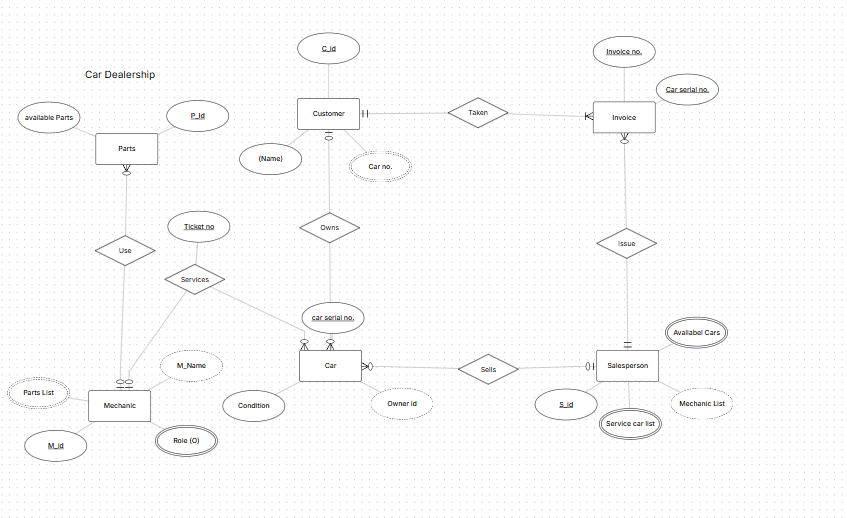 Car Dealership
C_id
Invoice no.
Car serial no.
available Parts
P_Id
Customer
Taken
Invoice
Parts
(Name)
Car no.
Ticket no
Owns
Use
Issue
Services
car serial no.
Availabel Cars
M_Name
Car
Sells
Salesperson
Parts List
Mechanic
Condition
Owner id
S_id
Mechanic List
Service car list
M_id
Role (O)